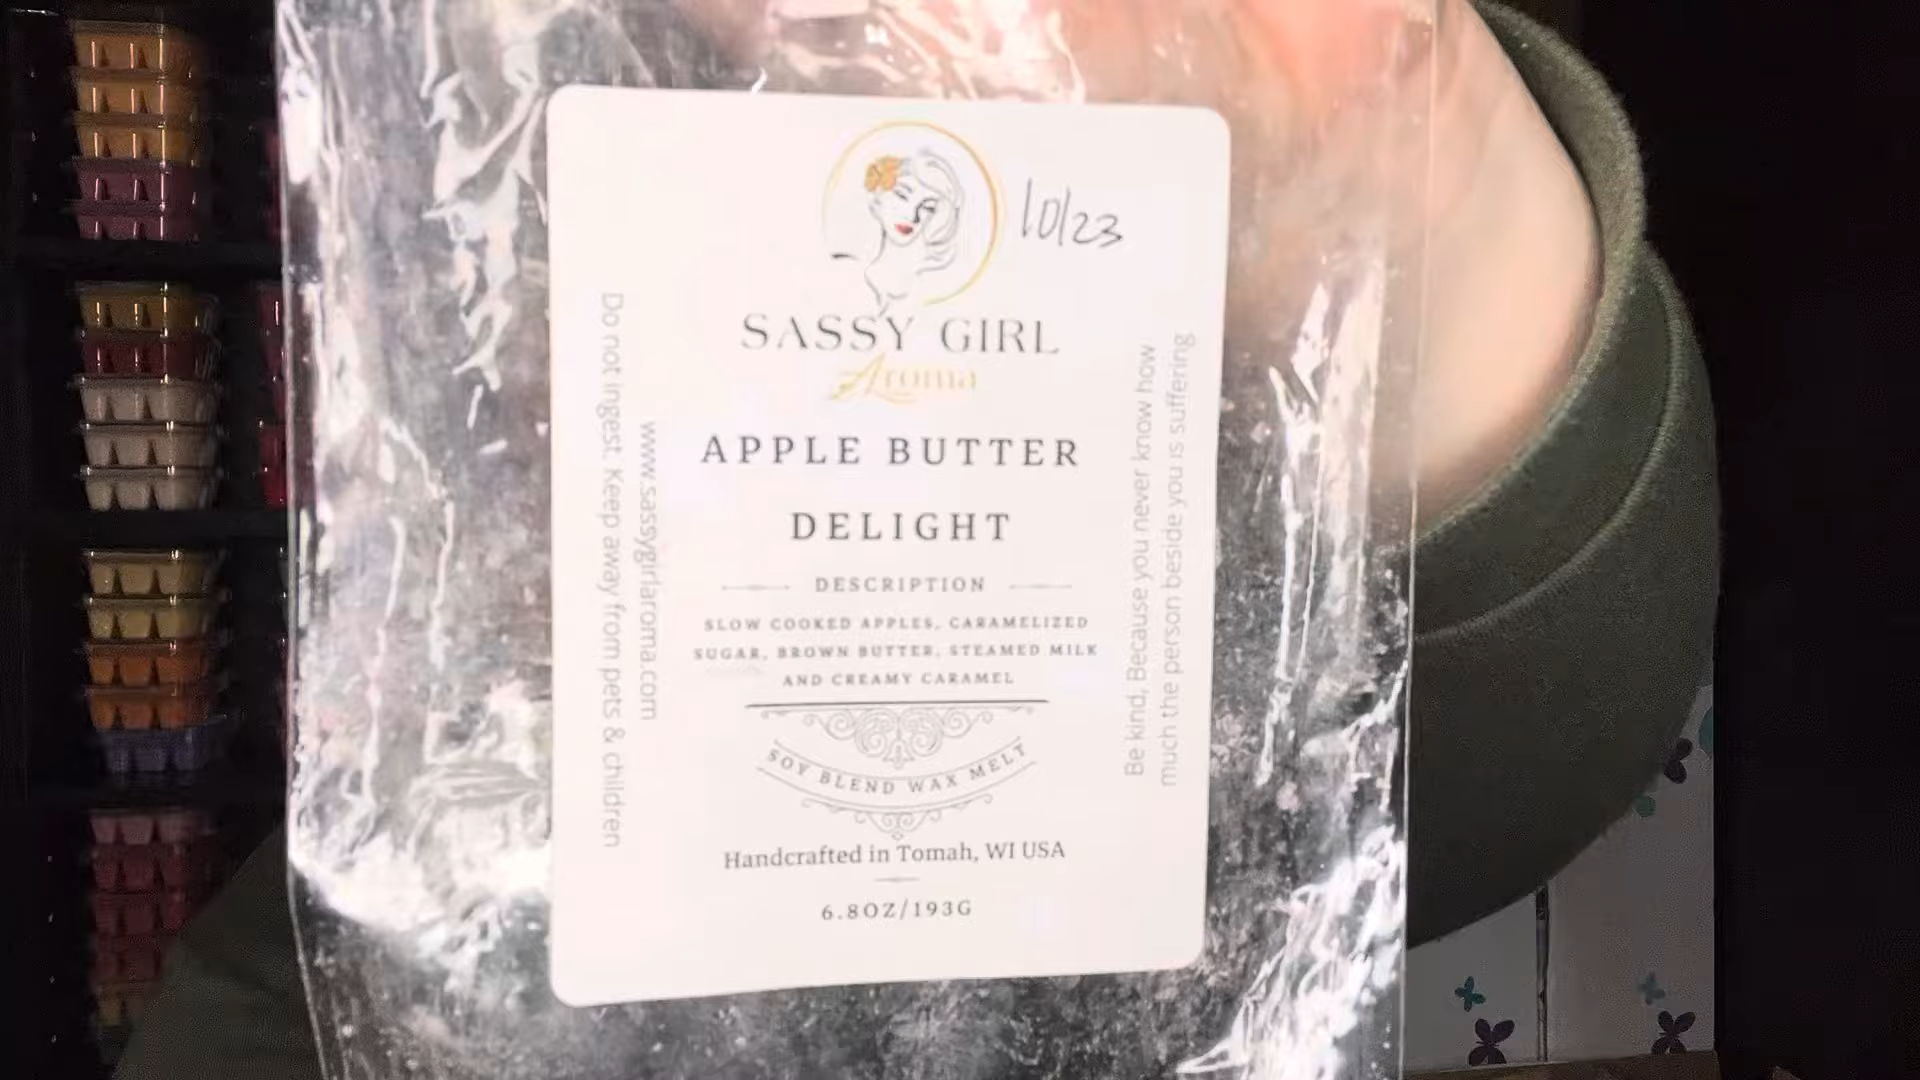 10/23
SASSY GIRL
Aroma
APPLE BUTTER
DELIGHT
DESCRIPTION
SLOW COOKED APPLES, CARAMELIZED
SUGAR, BROWN BUTTER, STEAMED MILK
AND CREAMY CARAMEL
SOY BLEND WAX MELT
Handcrafted in Tomah, WI USA
6.8OZ/193G
Do not ingest. Keep away from pets & children
www.sassygirlaroma.com
Be kind, Because you never know how
much the person beside you is suffering